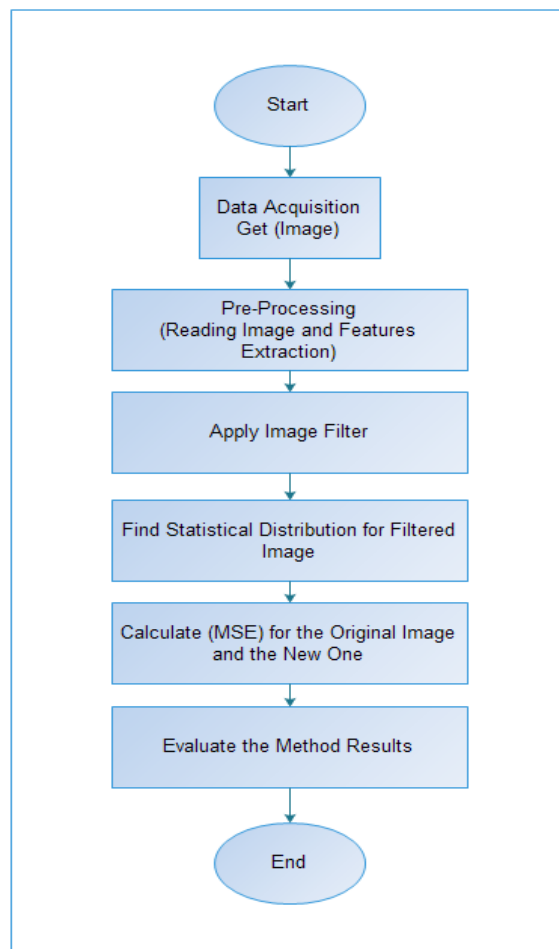 Start
Data Acquisition
Get (Image)
Pre-Processing
(Reading Image and Features
Extraction)
Apply Image Filter
Find Statistical Distribution for Filtered
Image
Calculate (MSE) for the Original Image
and the New One
Evaluate the Method Results
End